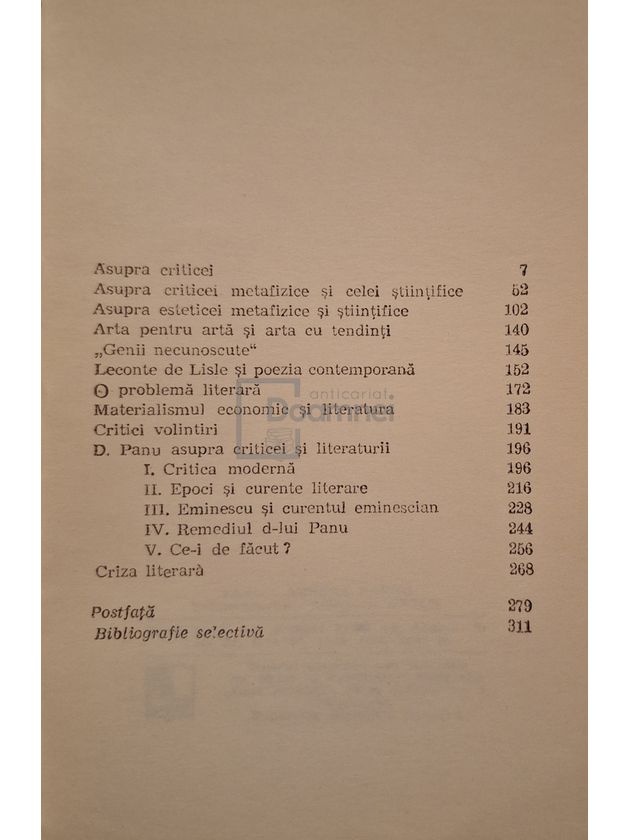 Asupra criticei 7
Asupra criticei metafizice și celei științifice 52
Asupra esteticei metafizice și științifice 102
Arta pentru artă și arta cu tendinți 140
„Genii necunoscute“ 145
Leconte de Lisle și poezia contemporană 152
O problemă literară 172
anticariat
Doamnei
Materialismul economic și literatura 183
Critici volintiri 191
D. Panu asupra criticei și literaturii 196
I. Critica modernă 196
II. Epoci și curente literare 216
III. Eminescu și curentul eminescian 228
IV. Remediul d-lui Panu 244
V. Ce-i de făcut? 256
Criza literară 268
Postfață 279
Bibliografie selectivă 311